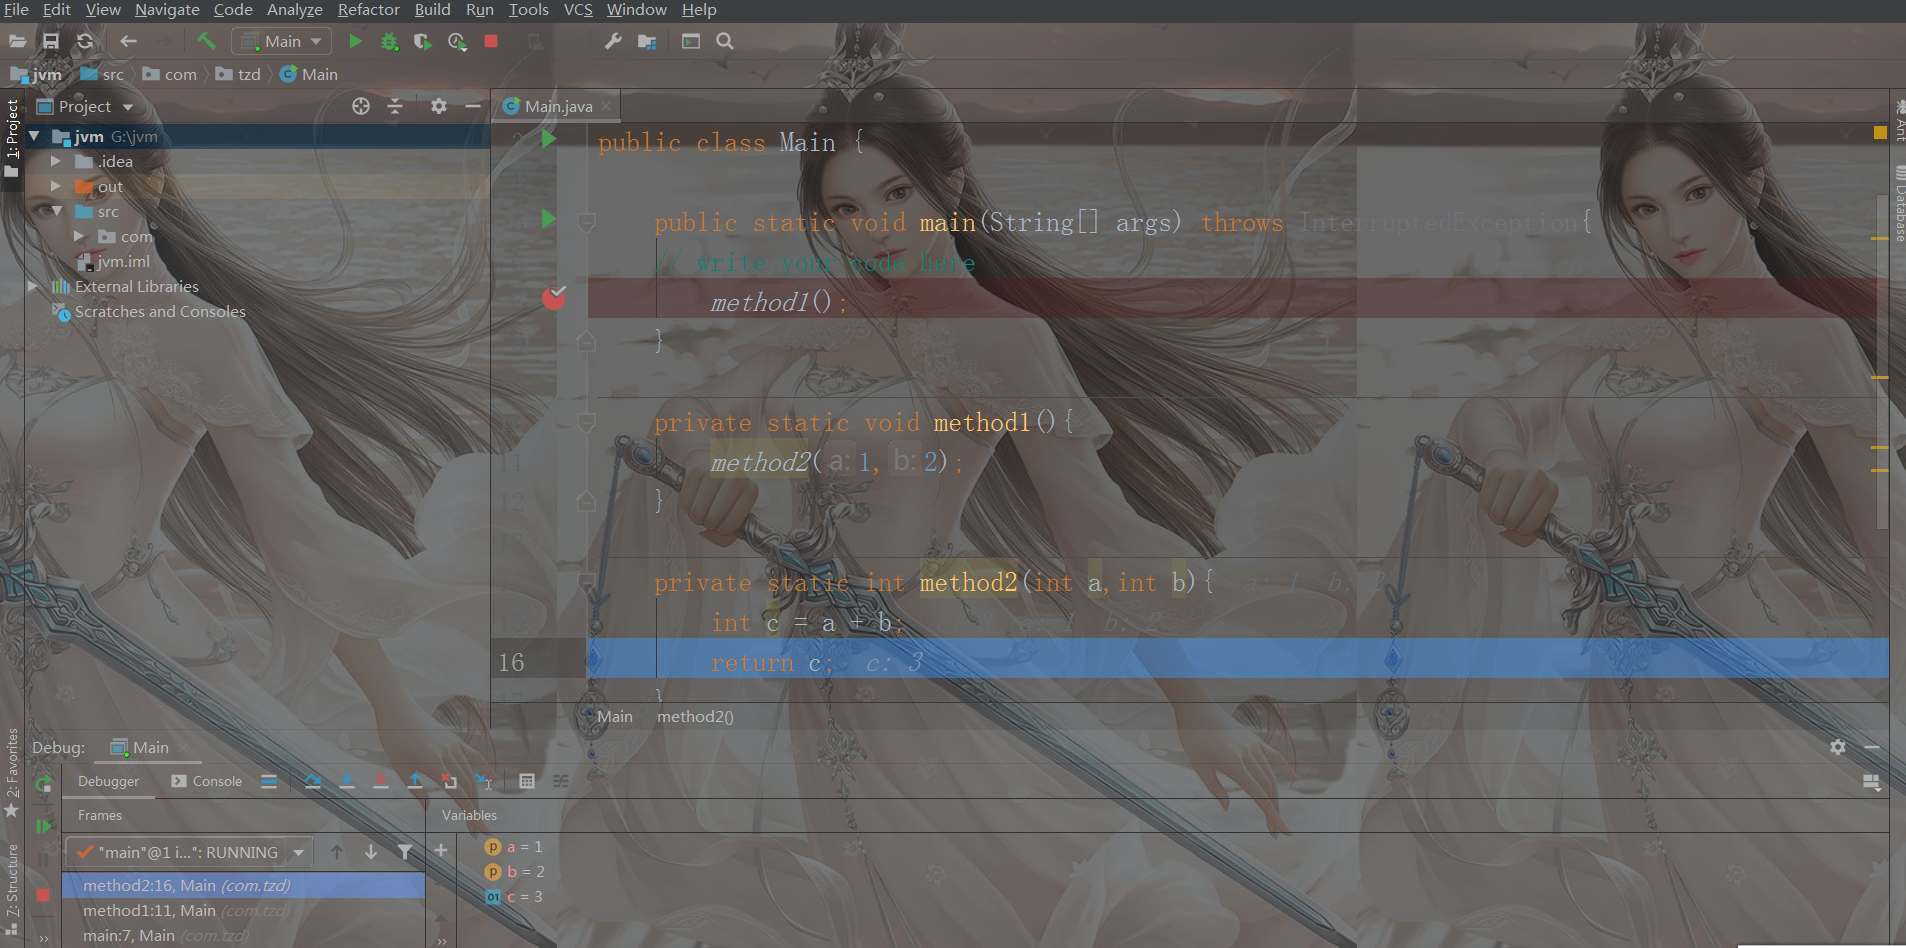 File Edit View Navigate Code Analyze Refactor Build Run Tools VCS Window Help
Main
jvm src com tzd Main
Project
Main.java
1: Project
jvm G:\jvm
.idea
out
src
com
jvm.iml
External Libraries
Scratches and Consoles
public class Main {
public static void main(String[] args) throws InterruptedException{
// write your code here
method1();
}
private static void method1(){
11 method2( a: 1, b: 2);
12 }
private static int method2(int a,int b){ a: 1 b: 2
int c = a + b; c: 3 a: 1 b: 2
16 return c; c: 3
}
Main method2()
Ant
Database
2: Favorites
7: Structure
Debug: Main
Debugger Console
Frames Variables
"main"@1 i...": RUNNING
method2:16, Main (com.tzd)
method1:11, Main (com.tzd)
main:7, Main (com.tzd)
a = 1
b = 2
c = 3